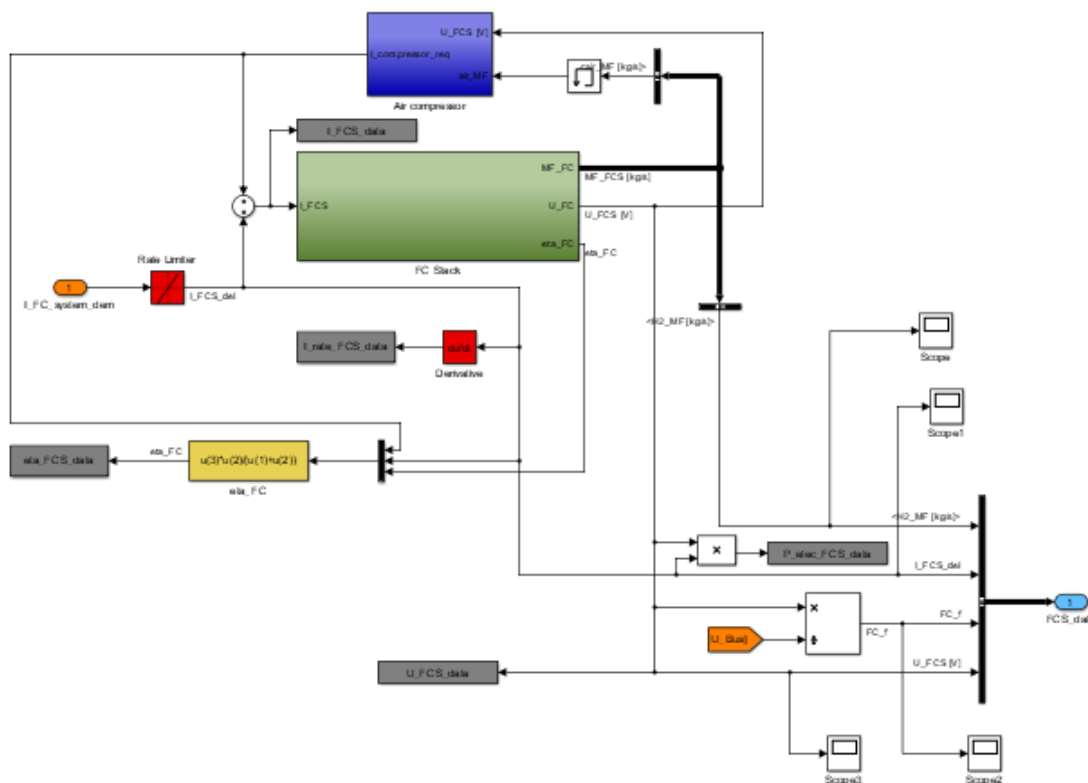 U_FCS [V]
I_compressor_req
air_MF
<air_MF [kg/s]>
Air compressor
I_FCS_data
MF_FC
MF_FCS [kg/s]
I_FCS
U_FC
U_FCS [V]
eta_FC
eta_FC
FC Stack
Rate Limiter
1
I_FCS_del
I_FC_system_dem
<H2_MF [kg/s]>
I_rate_FCS_data
du/dt
Derivative
Scope
Scope1
eta_FCS_data
eta_FC
u(3)*u(2)/(u(1)+u(2))
eta_FC
<H2_MF [kg/s]>
×
P_elec_FCS_data
I_FCS_del
×
÷
U_Bus]
FC_f
FC_f
1
U_FCS_data
U_FCS [V]
Scope3
Scope2